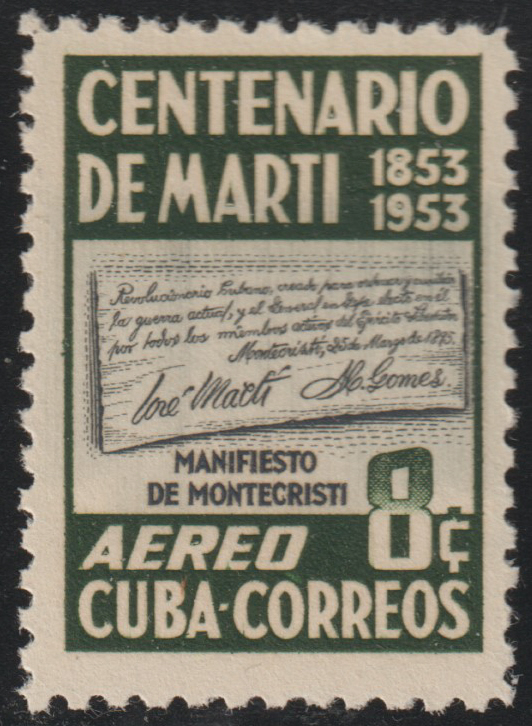 CENTENARIO
DE MARTI 1853
1953
Revolucionario Cubano, creado para ordenar y auxiliar
la guerra actual, y el General en Jefe electo en él
por todos los miembros activos del Ejército Libertador
Montecristi, 25 de Marzo de 1895.
José Martí M. Gomes.
MANIFIESTO
DE MONTECRISTI
8¢
AEREO
CUBA-CORREOS